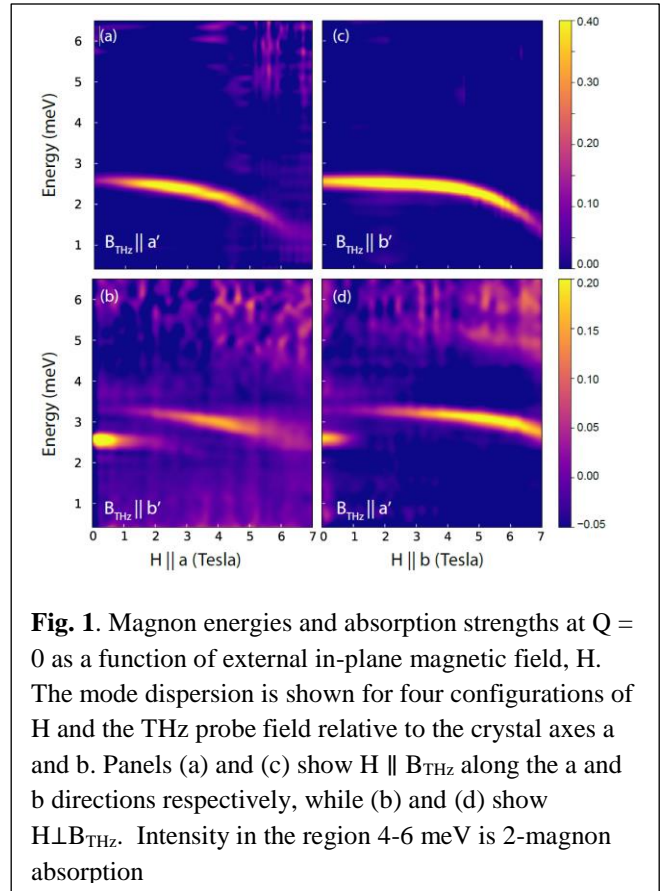 (a)
(c)
6
5
4
3
2
1
Energy (meV)
B_THz || a'
B_THz || b'
0.40
0.30
0.20
0.10
0.00
(b)
(d)
6
5
4
3
2
1
Energy (meV)
B_THz || b'
B_THz || a'
0.20
0.15
0.10
0.05
0.00
−0.05
0 1 2 3 4 5 6 7
0 1 2 3 4 5 6 7
H || a (Tesla)
H || b (Tesla)
Fig. 1. Magnon energies and absorption strengths at Q =
0 as a function of external in-plane magnetic field, H.
The mode dispersion is shown for four configurations of
H and the THz probe field relative to the crystal axes a
and b. Panels (a) and (c) show H ∥ B_THz along the a and
b directions respectively, while (b) and (d) show
H⊥B_THz. Intensity in the region 4-6 meV is 2-magnon
absorption